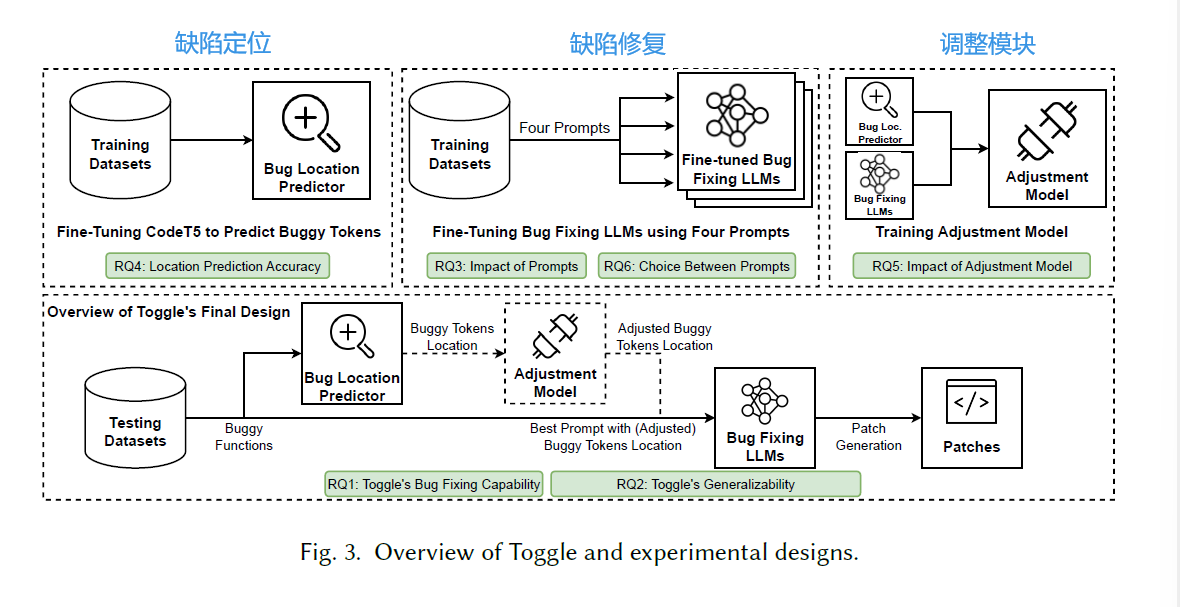 缺陷定位
缺陷修复
调整模块
Training
Datasets
Bug Location
Predictor
Fine-Tuning CodeT5 to Predict Buggy Tokens
RQ4: Location Prediction Accuracy
Training
Datasets
Four Prompts
Fine-tuned Bug
Fixing LLMs
Fine-Tuning Bug Fixing LLMs using Four Prompts
RQ3: Impact of Prompts
RQ6: Choice Between Prompts
Bug Loc.
Predictor
Bug Fixing
LLMs
Adjustment
Model
Training Adjustment Model
RQ5: Impact of Adjustment Model
Overview of Toggle's Final Design
Testing
Datasets
Buggy
Functions
Bug Location
Predictor
Buggy Tokens
Location
Adjustment
Model
Adjusted Buggy
Tokens Location
Best Prompt with (Adjusted)
Buggy Tokens Location
Bug Fixing
LLMs
Patch
Generation
</>
Patches
RQ1: Toggle's Bug Fixing Capability
RQ2: Toggle's Generalizability
Fig. 3. Overview of Toggle and experimental designs.